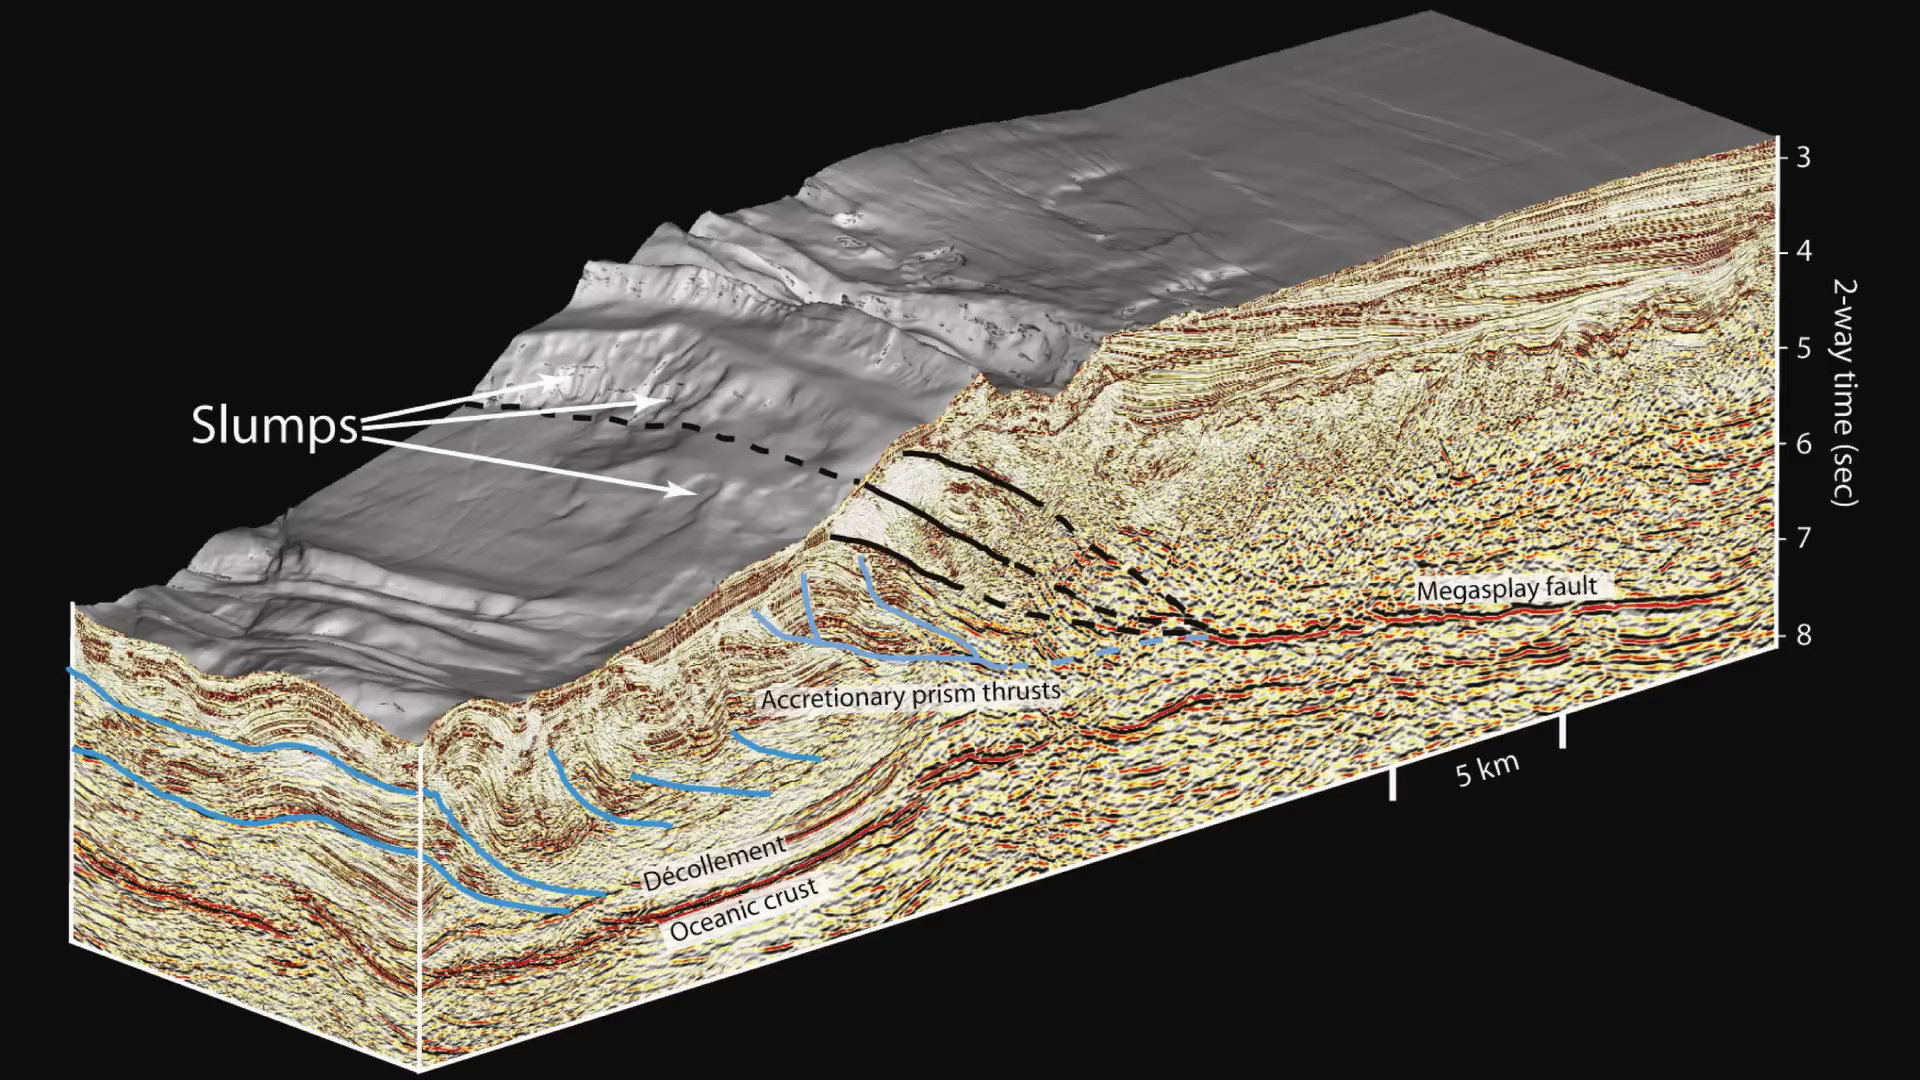 3
4
5
6
7
8
2-way time (sec)
Slumps
Megasplay fault
Accretionary prism thrusts
5 km
Décollement
Oceanic crust